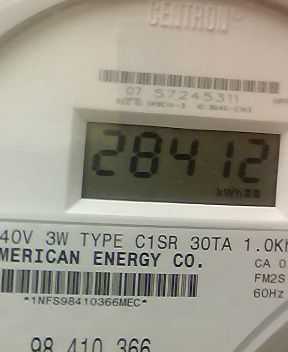 CENTRON®
07 57245311
28412
kWh
40V 3W TYPE C1SR 30TA 1.0Kh
MERICAN ENERGY CO.
CA 0
FM2S
60Hz
*1NFS98410366MEC*
98 410 366